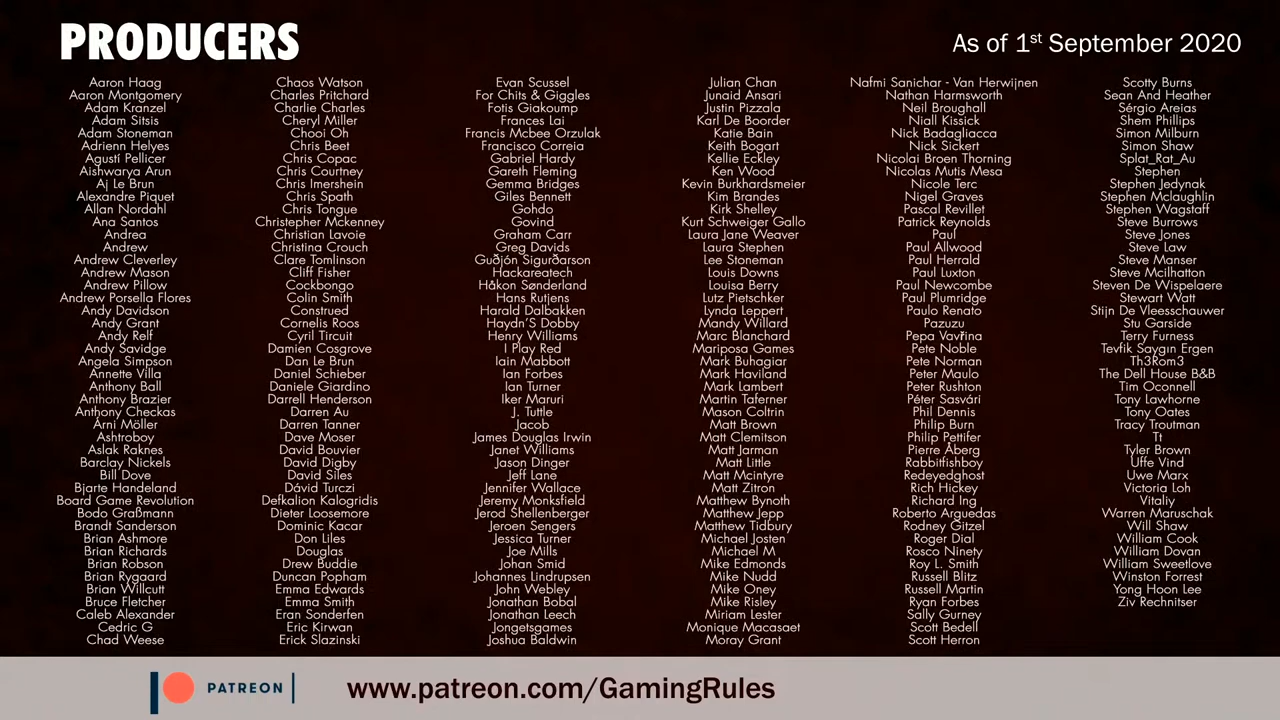 PRODUCERS
As of 1st September 2020
Aaron Haag
Aaron Montgomery
Adam Kranzel
Adam Sitsis
Adam Stoneman
Adrienn Helyes
Agustí Pellicer
Aishwarya Arun
Aj Le Brun
Alexandre Piquet
Allan Nordahl
Ana Santos
Andrea
Andrew
Andrew Cleverley
Andrew Mason
Andrew Pillow
Andrew Porsella Flores
Andy Davidson
Andy Grant
Andy Relf
Andy Savidge
Angela Simpson
Annette Villa
Anthony Ball
Anthony Brazier
Anthony Checkas
Arni Möller
Ashtroboy
Aslak Raknes
Barclay Nickels
Bill Dove
Bjarte Handeland
Board Game Revolution
Bodo Graßmann
Brandt Sanderson
Brian Ashmore
Brian Richards
Brian Robson
Brian Rygaard
Brian Willcutt
Bruce Fletcher
Caleb Alexander
Cedric G
Chad Weese
Chaos Watson
Charles Pritchard
Charlie Charles
Cheryl Miller
Chooi Oh
Chris Beet
Chris Copac
Chris Courtney
Chris Imershein
Chris Spath
Chris Tongue
Christepher Mckenney
Christian Lavoie
Christina Crouch
Clare Tomlinson
Cliff Fisher
Cockbongo
Colin Smith
Construed
Cornelis Roos
Cyril Tircuit
Damien Cosgrove
Dan Le Brun
Daniel Schieber
Daniele Giardino
Darrell Henderson
Darren Au
Darren Tanner
Dave Moser
David Bouvier
David Digby
David Siles
Dávid Turczi
Defkalion Kalogridis
Dieter Loosemore
Dominic Kacar
Don Liles
Douglas
Drew Buddie
Duncan Popham
Emma Edwards
Emma Smith
Eran Sonderfen
Eric Kirwan
Erick Slazinski
Evan Scussel
For Chits & Giggles
Fotis Giakoump
Frances Lai
Francis Mcbee Orzulak
Francisco Correia
Gabriel Hardy
Gareth Fleming
Gemma Bridges
Giles Bennett
Gohdo
Govind
Graham Carr
Greg Davids
Guðjón Sigurðarson
Hackareatech
Håkon Sønderland
Hans Rutjens
Harald Dalbakken
Haydn'S Dobby
Henry Williams
I Play Red
Iain Mabbott
Ian Forbes
Ian Turner
Iker Maruri
J. Tuttle
Jacob
James Douglas Irwin
Janet Williams
Jason Dinger
Jeff Lane
Jennifer Wallace
Jeremy Monksfield
Jerod Shellenberger
Jeroen Sengers
Jessica Turner
Joe Mills
Johan Smid
Johannes Lindrupsen
John Webley
Jonathan Bobal
Jonathan Leech
Jongetsgames
Joshua Baldwin
Julian Chan
Junaid Ansari
Justin Pizzala
Karl De Boorder
Katie Bain
Keith Bogart
Kellie Eckley
Ken Wood
Kevin Burkhardsmeier
Kim Brandes
Kirk Shelley
Kurt Schweiger Gallo
Laura Jane Weaver
Laura Stephen
Lee Stoneman
Louis Downs
Louisa Berry
Lutz Pietschker
Lynda Leppert
Mandy Willard
Marc Blanchard
Mariposa Games
Mark Buhagiar
Mark Haviland
Mark Lambert
Martin Taferner
Mason Coltrin
Matt Brown
Matt Clemitson
Matt Jarman
Matt Little
Matt Mcintyre
Matt Zitron
Matthew Bynoth
Matthew Jepp
Matthew Tidbury
Michael Josten
Michael M
Mike Edmonds
Mike Nudd
Mike Oney
Mike Risley
Miriam Lester
Monique Macasaet
Moray Grant
Nafmi Sanichar - Van Herwijnen
Nathan Harmsworth
Neil Broughall
Niall Kissick
Nick Badagliacca
Nick Sickert
Nicolai Broen Thorning
Nicolas Mutis Mesa
Nicole Terc
Nigel Graves
Pascal Revillet
Patrick Reynolds
Paul
Paul Allwood
Paul Herrald
Paul Luxton
Paul Newcombe
Paul Plumridge
Paulo Renato
Pazuzu
Pepa Vavřina
Pete Noble
Pete Norman
Peter Maulo
Peter Rushton
Péter Sasvári
Phil Dennis
Philip Burn
Philip Pettifer
Pierre Åberg
Rabbitfishboy
Redeyedghost
Rich Hickey
Richard Ing
Roberto Arguedas
Rodney Gitzel
Roger Dial
Rosco Ninety
Roy L. Smith
Russell Blitz
Russell Martin
Ryan Forbes
Sally Gurney
Scott Bedell
Scott Herron
Scotty Burns
Sean And Heather
Sérgio Areias
Shem Phillips
Simon Milburn
Simon Shaw
Splat_Rat_Au
Stephen
Stephen Jedynak
Stephen Mclaughlin
Stephen Wagstaff
Steve Burrows
Steve Jones
Steve Law
Steve Manser
Steve Mcilhatton
Steven De Wispelaere
Stewart Watt
Stijn De Vleesschauwer
Stu Garside
Terry Furness
Tevfik Saygın Ergen
Th3Rom3
The Dell House B&B
Tim Oconnell
Tony Lawhorne
Tony Oates
Tracy Troutman
Tt
Tyler Brown
Uffe Vind
Uwe Marx
Victoria Loh
Vitaliy
Warren Maruschak
Will Shaw
William Cook
William Dovan
William Sweetlove
Winston Forrest
Yong Hoon Lee
Ziv Rechnitser
PATREON
www.patreon.com/GamingRules